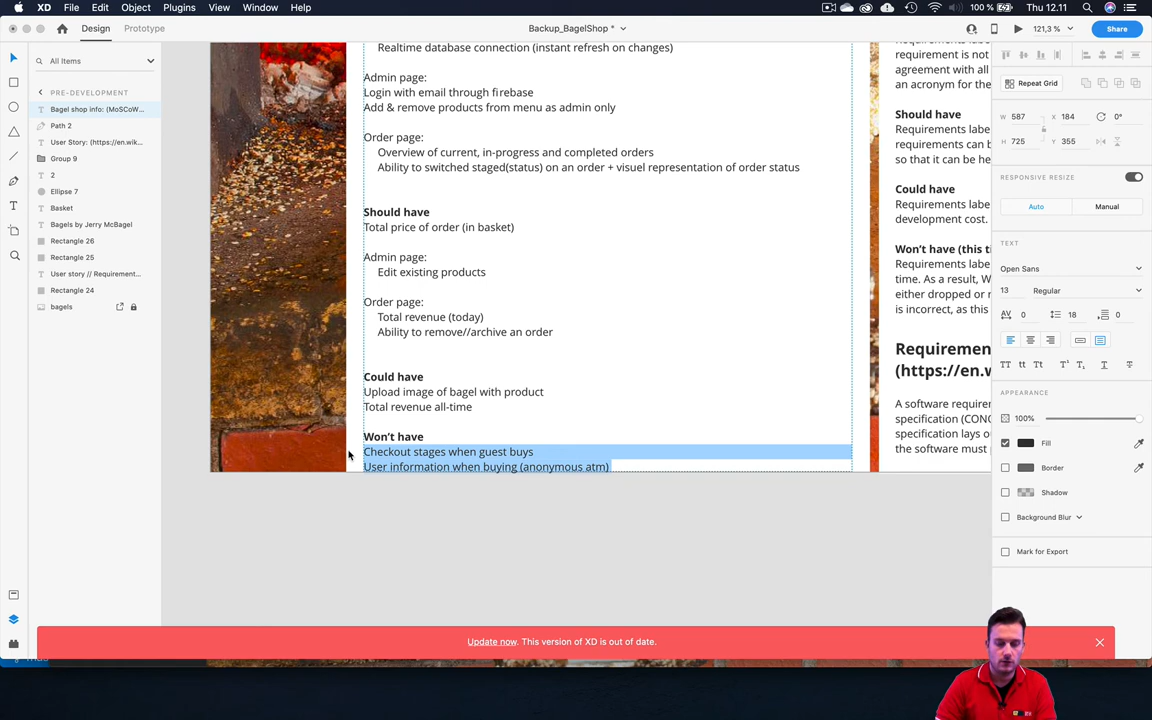 XD File Edit Object Plugins View Window Help
100 % Thu 12.11
Design Prototype
Backup_BagelShop *
121,3 %
Share
All Items
PRE-DEVELOPMENT
Bagel shop info: (MoSCoW...
Path 2
User Story: (https://en.wik...
Group 9
2
Ellipse 7
Basket
Bagels by Jerry McBagel
Rectangle 26
Rectangle 25
User story // Requirement...
Rectangle 24
bagels
Realtime database connection (instant refresh on changes)
Admin page:
Login with email through firebase
Add & remove products from menu as admin only
Order page:
Overview of current, in-progress and completed orders
Ability to switched staged(status) on an order + visuel representation of order status
Should have
Total price of order (in basket)
Admin page:
Edit existing products
Order page:
Total revenue (today)
Ability to remove//archive an order
Could have
Upload image of bagel with product
Total revenue all-time
Won't have
Checkout stages when guest buys
User information when buying (anonymous atm)
requirement is not
agreement with all
an acronym for the
Should have
Requirements labe
requirements can b
so that it can be he
Could have
Requirements labe
development cost.
Won't have (this ti
Requirements labe
time. As a result, W
either dropped or r
is incorrect, as this
Requiremen
(https://en.w
A software requirer
specification (CONC
specification lays ou
the software must p
Repeat Grid
W 587 X 184 0°
H 725 Y 355
RESPONSIVE RESIZE
Auto Manual
TEXT
Open Sans
13 Regular
AV 0 18 0
TT tt Tt T¹ T₁ T T
APPEARANCE
100%
Fill
Border
Shadow
Background Blur
Mark for Export
Update now. This version of XD is out of date.